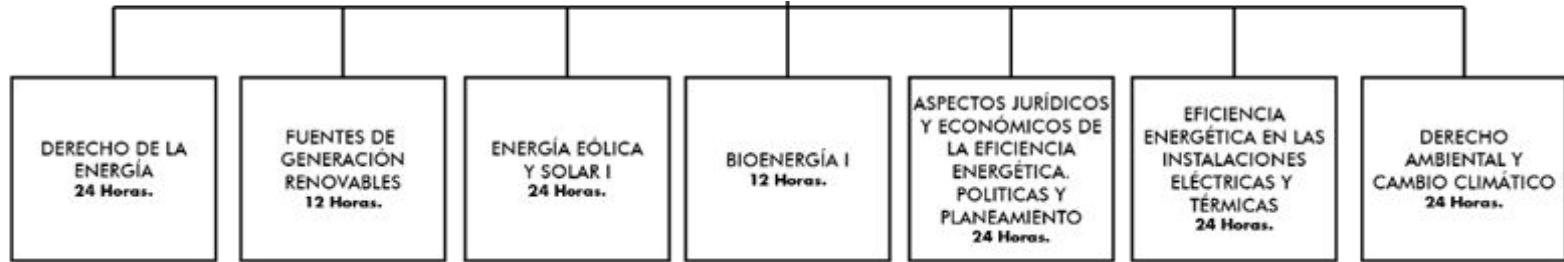 DERECHO DE LA
ENERGÍA
24 Horas.
FUENTES DE
GENERACIÓN
RENOVABLES
12 Horas.
ENERGÍA EÓLICA
Y SOLAR I
24 Horas.
BIOENERGÍA I
12 Horas.
ASPECTOS JURÍDICOS
Y ECONÓMICOS DE
LA EFICIENCIA
ENERGÉTICA.
POLITICAS Y
PLANEAMIENTO
24 Horas.
EFICIENCIA
ENERGÉTICA EN LAS
INSTALACIONES
ELÉCTRICAS Y
TÉRMICAS
24 Horas.
DERECHO
AMBIENTAL Y
CAMBIO CLIMÁTICO
24 Horas.